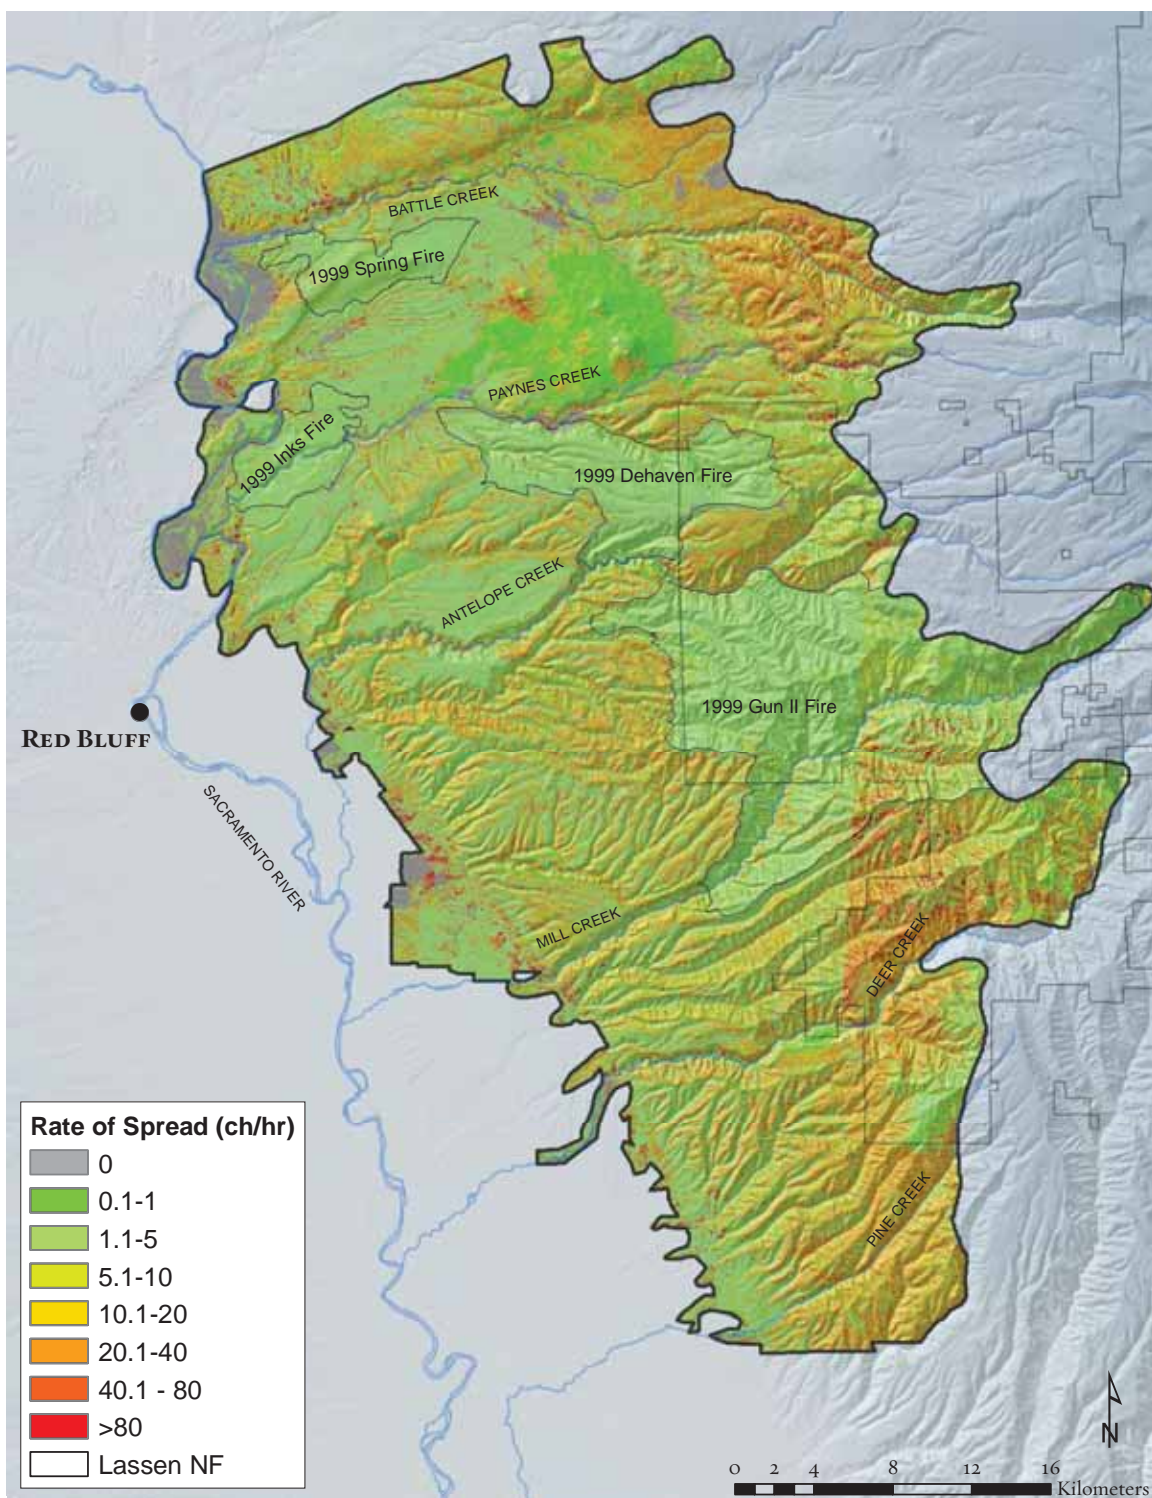 BATTLE CREEK
1999 Spring Fire
PAYNES CREEK
1999 Inks Fire
1999 Dehaven Fire
ANTELOPE CREEK
1999 Gun II Fire
RED BLUFF
SACRAMENTO RIVER
MILL CREEK
DEER CREEK
PINE CREEK
Rate of Spread (ch/hr)
0
0.1-1
1.1-5
5.1-10
10.1-20
20.1-40
40.1 - 80
>80
Lassen NF
N
0 2 4 8 12 16
Kilometers